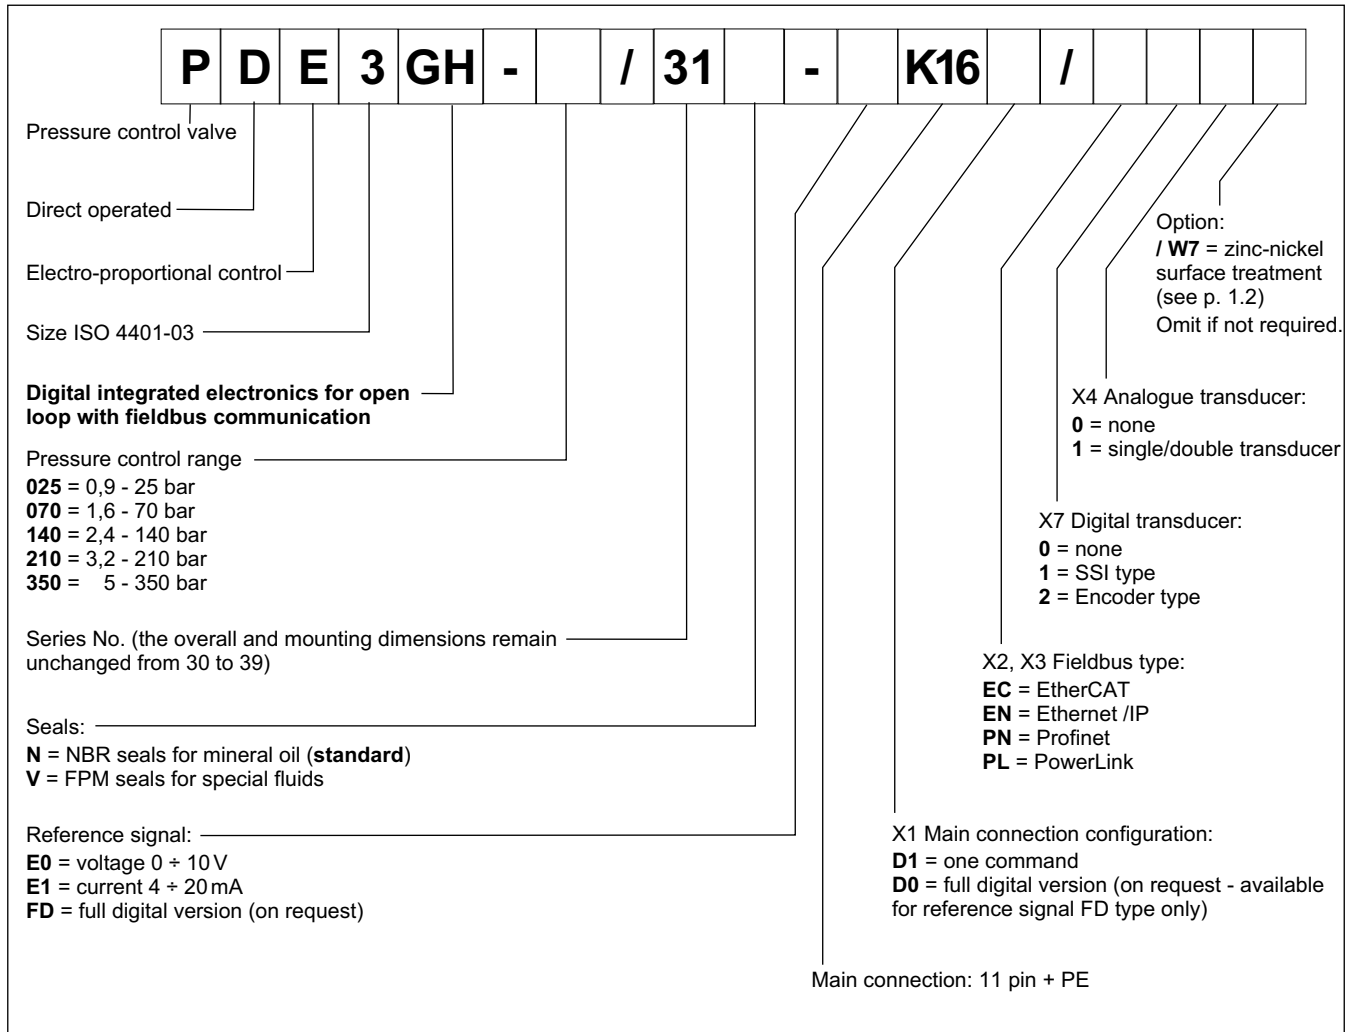 P D E 3 GH - / 31 - K16 /
Pressure control valve
Direct operated
Electro-proportional control
Size ISO 4401-03
Digital integrated electronics for open
loop with fieldbus communication
Pressure control range
025 = 0,9 - 25 bar
070 = 1,6 - 70 bar
140 = 2,4 - 140 bar
210 = 3,2 - 210 bar
350 = 5 - 350 bar
Series No. (the overall and mounting dimensions remain
unchanged from 30 to 39)
Seals:
N = NBR seals for mineral oil (standard)
V = FPM seals for special fluids
Reference signal:
E0 = voltage 0 ÷ 10 V
E1 = current 4 ÷ 20 mA
FD = full digital version (on request)
Option:
/ W7 = zinc-nickel
surface treatment
(see p. 1.2)
Omit if not required.
X4 Analogue transducer:
0 = none
1 = single/double transducer
X7 Digital transducer:
0 = none
1 = SSI type
2 = Encoder type
X2, X3 Fieldbus type:
EC = EtherCAT
EN = Ethernet /IP
PN = Profinet
PL = PowerLink
X1 Main connection configuration:
D1 = one command
D0 = full digital version (on request - available
for reference signal FD type only)
Main connection: 11 pin + PE